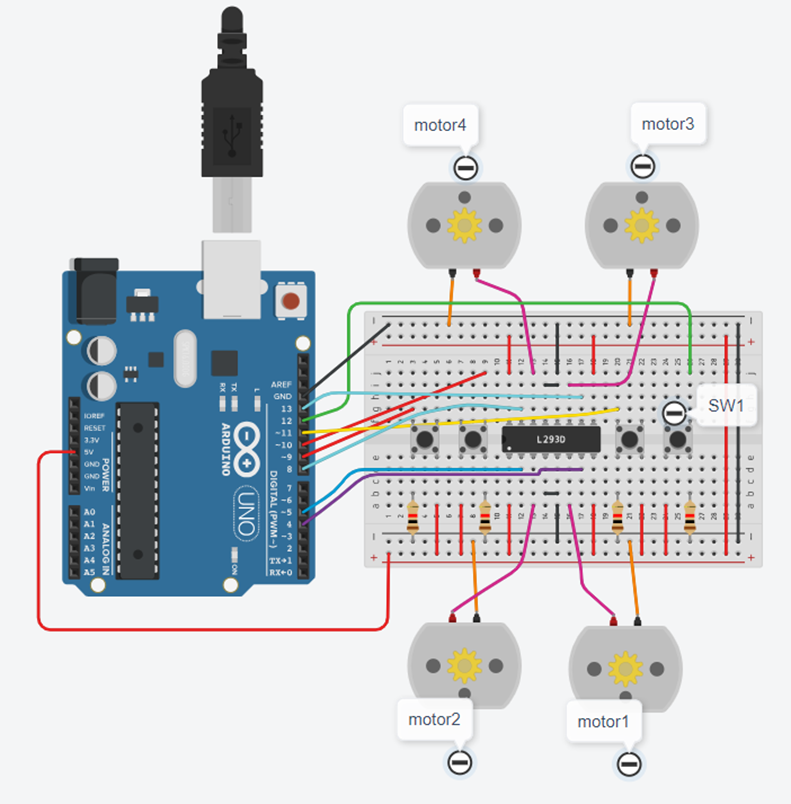 motor4
motor3
AREF
GND
13
12
~11
~10
~9
8
7
~6
~5
4
~3
2
TX→1
RX←0
DIGITAL (PWM~)
RX
TX
L
ARDUINO
UNO
ON
IOREF
RESET
3.3V
5V
GND
GND
Vin
POWER
A0
A1
A2
A3
A4
A5
ANALOG IN
L293D
SW1
motor2
motor1